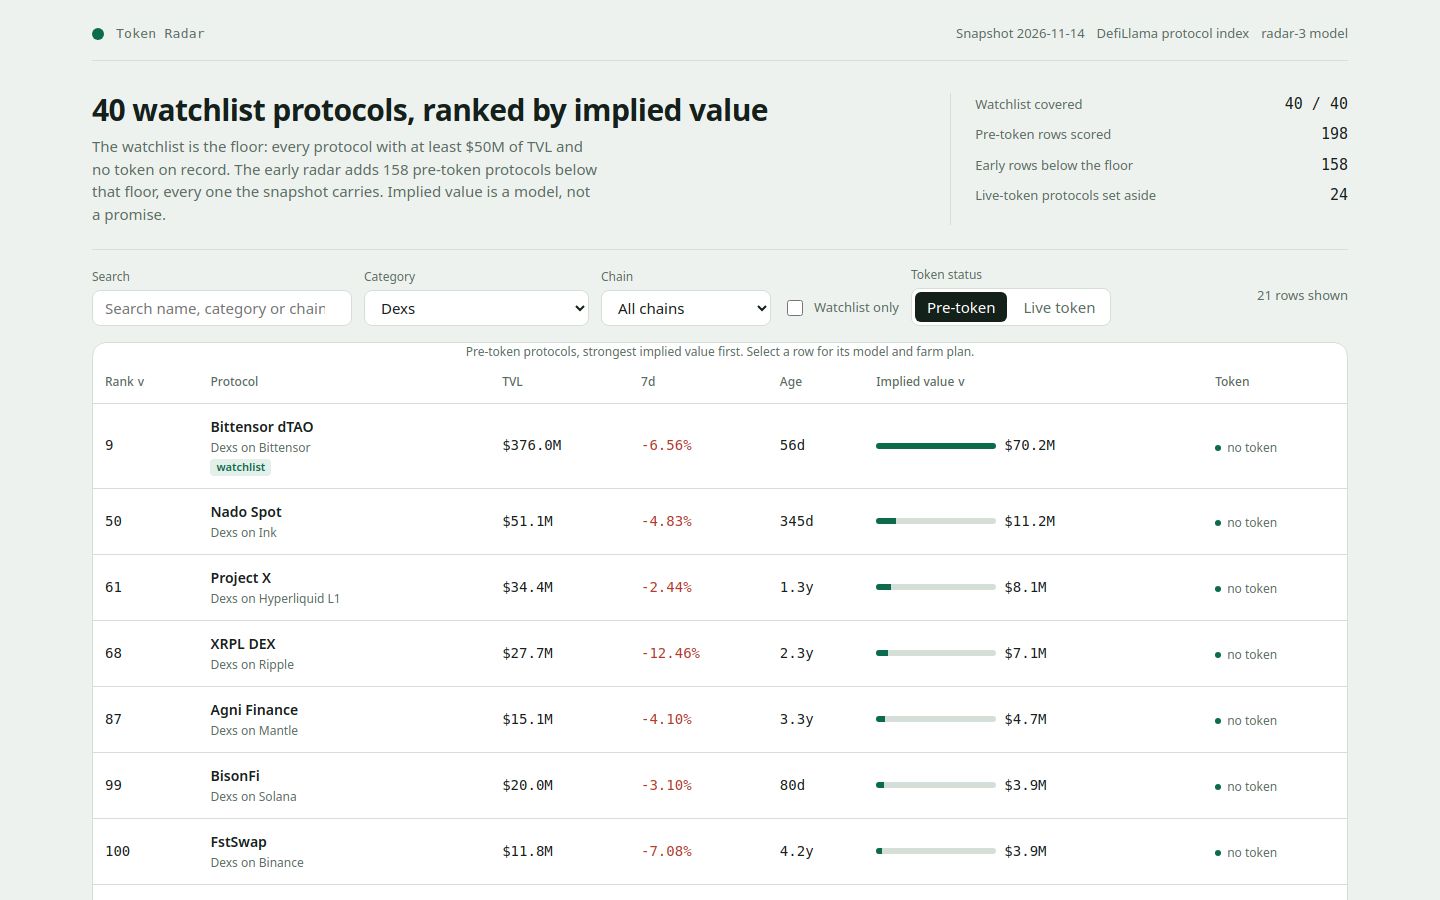 Token Radar
Snapshot 2026-11-14 DefiLlama protocol index radar-3 model
40 watchlist protocols, ranked by implied value
The watchlist is the floor: every protocol with at least $50M of TVL and
no token on record. The early radar adds 158 pre-token protocols below
that floor, every one the snapshot carries. Implied value is a model, not
a promise.
Watchlist covered 40 / 40
Pre-token rows scored 198
Early rows below the floor 158
Live-token protocols set aside 24
Search
Category
Chain
Token status
Search name, category or chain
Dexs
All chains
Watchlist only
Pre-token
Live token
21 rows shown
Pre-token protocols, strongest implied value first. Select a row for its model and farm plan.
Rank v Protocol TVL 7d Age Implied value v Token
9 Bittensor dTAO $376.0M -6.56% 56d $70.2M no token
Dexs on Bittensor
watchlist
50 Nado Spot $51.1M -4.83% 345d $11.2M no token
Dexs on Ink
61 Project X $34.4M -2.44% 1.3y $8.1M no token
Dexs on Hyperliquid L1
68 XRPL DEX $27.7M -12.46% 2.3y $7.1M no token
Dexs on Ripple
87 Agni Finance $15.1M -4.10% 3.3y $4.7M no token
Dexs on Mantle
99 BisonFi $20.0M -3.10% 80d $3.9M no token
Dexs on Solana
100 FstSwap $11.8M -7.08% 4.2y $3.9M no token
Dexs on Binance